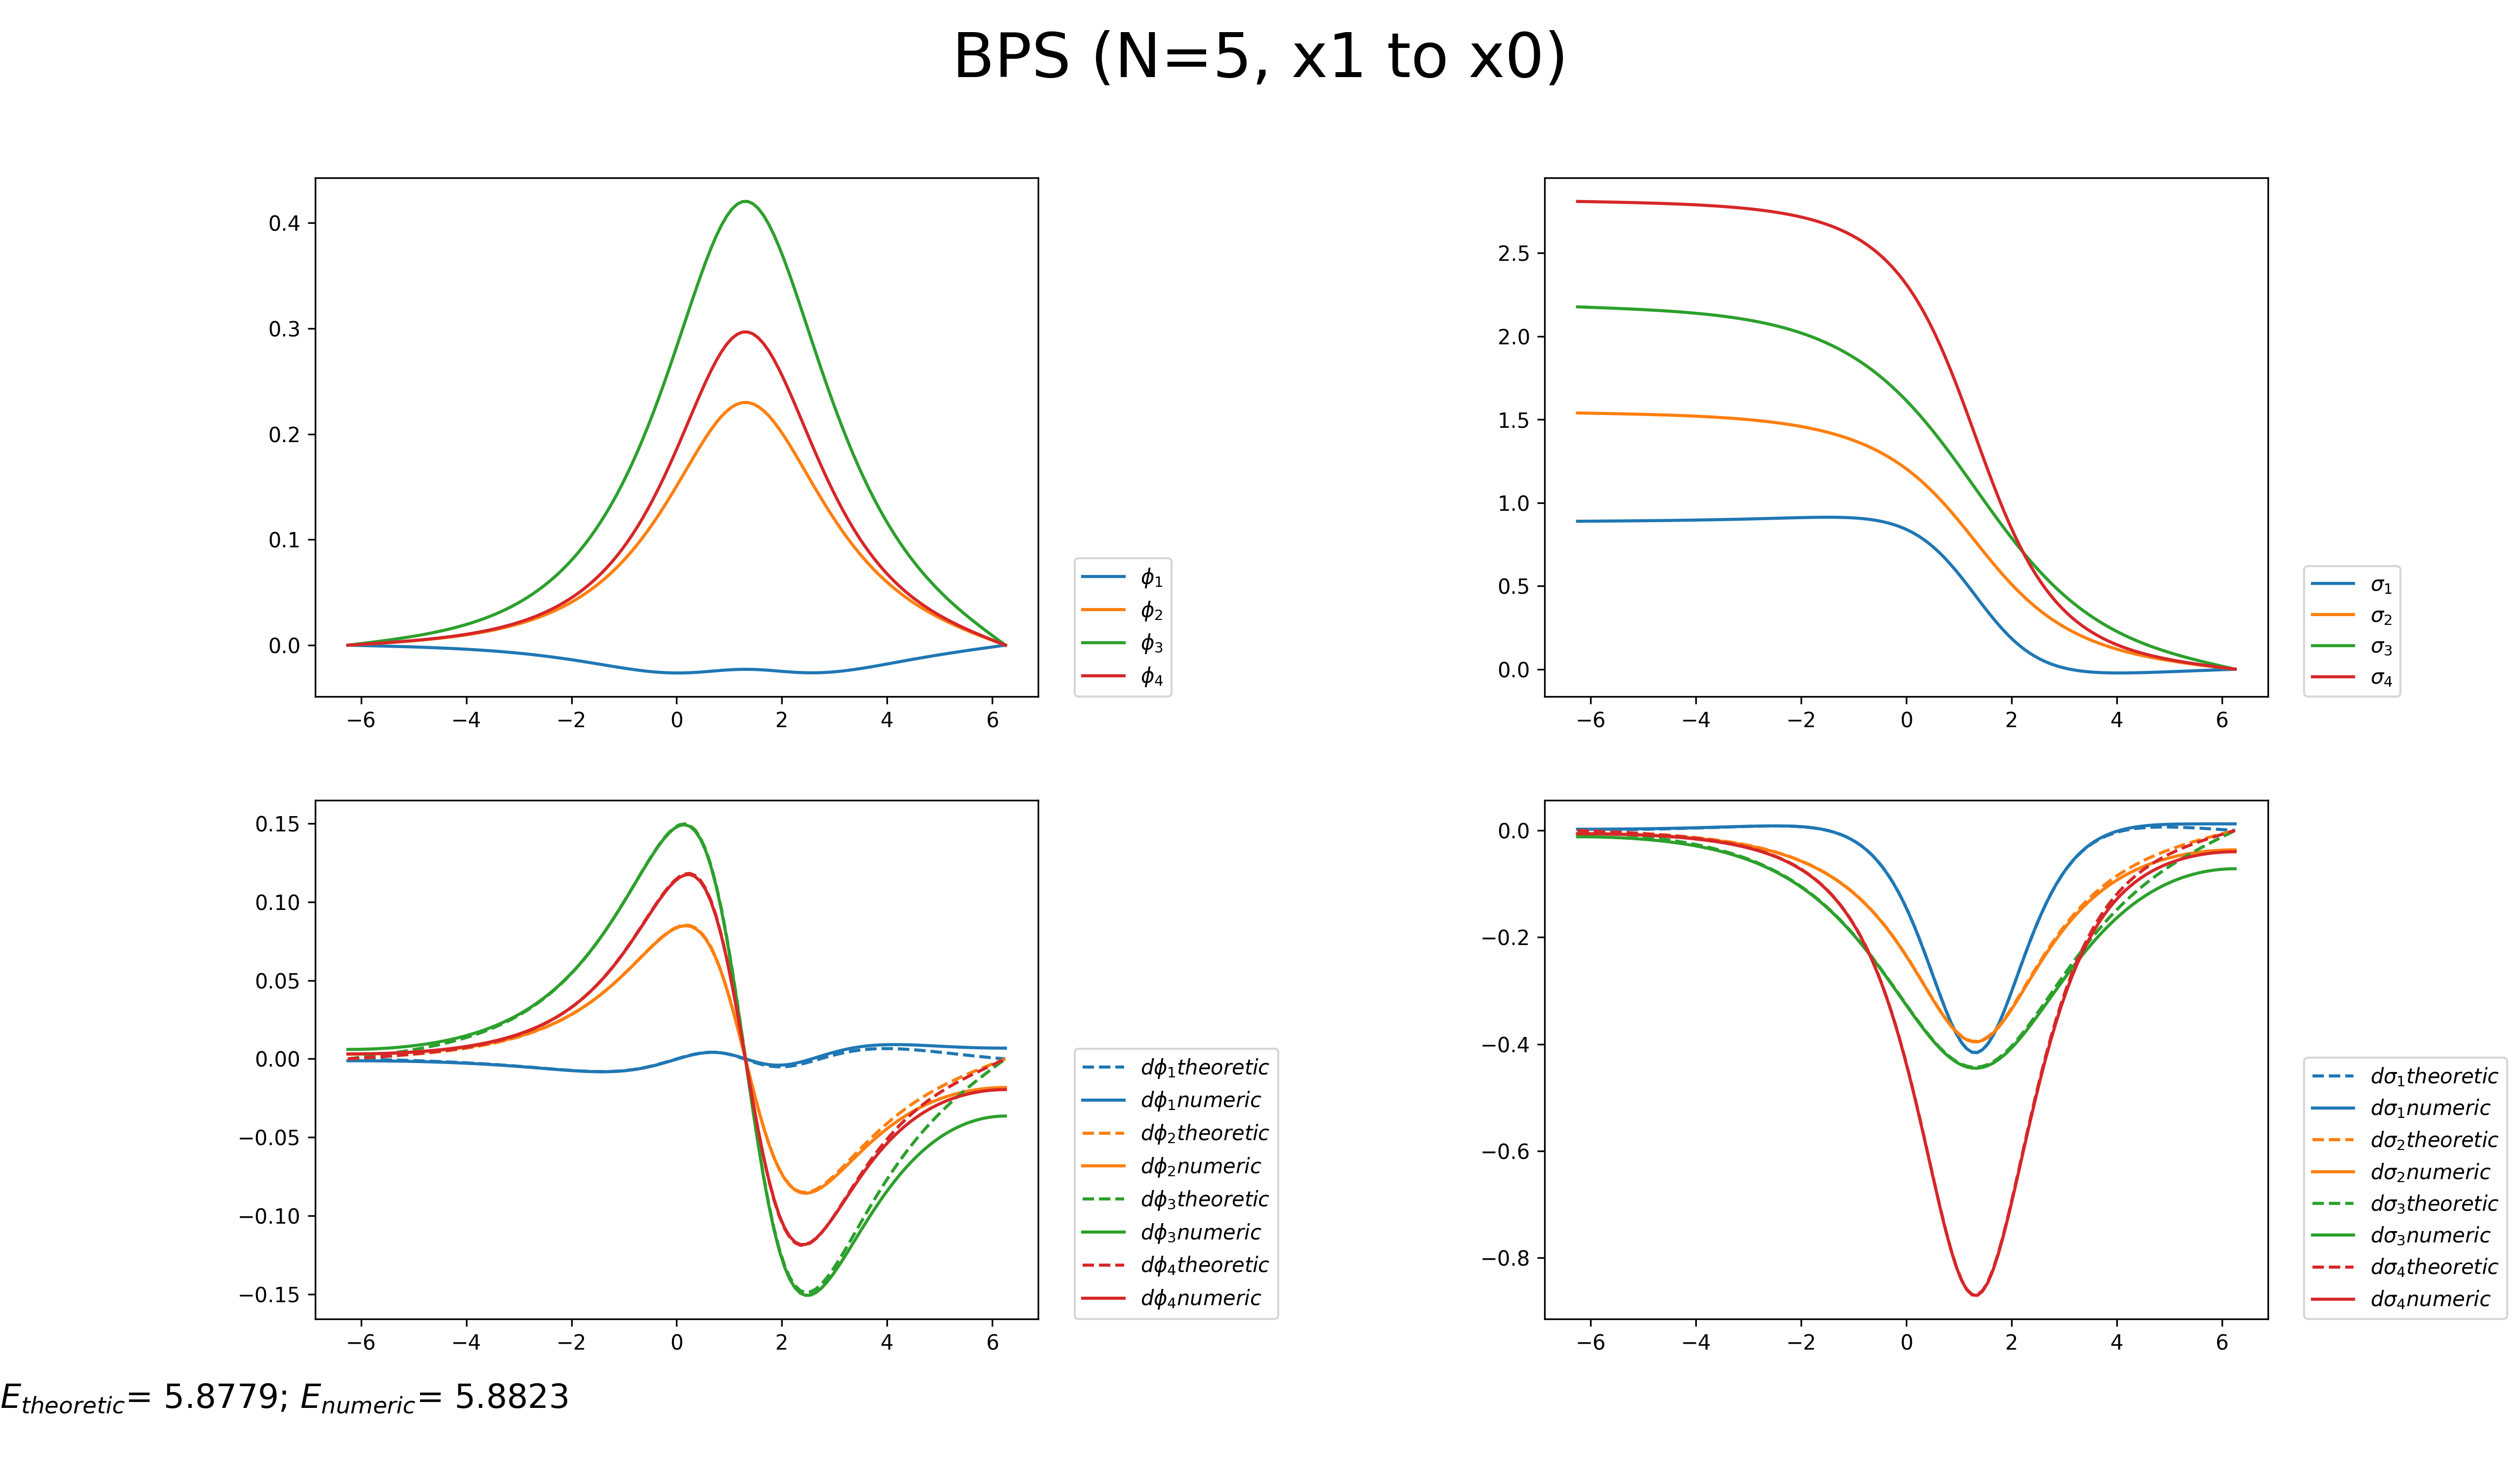 BPS (N=5, x1 to x0)
0.4
0.3
0.2
0.1
0.0
−6 −4 −2 0 2 4 6
ϕ₁
ϕ₂
ϕ₃
ϕ₄
2.5
2.0
1.5
1.0
0.5
0.0
−6 −4 −2 0 2 4 6
σ₁
σ₂
σ₃
σ₄
0.15
0.10
0.05
0.00
−0.05
−0.10
−0.15
−6 −4 −2 0 2 4 6
dϕ₁theoretic
dϕ₁numeric
dϕ₂theoretic
dϕ₂numeric
dϕ₃theoretic
dϕ₃numeric
dϕ₄theoretic
dϕ₄numeric
0.0
−0.2
−0.4
−0.6
−0.8
−6 −4 −2 0 2 4 6
dσ₁theoretic
dσ₁numeric
dσ₂theoretic
dσ₂numeric
dσ₃theoretic
dσ₃numeric
dσ₄theoretic
dσ₄numeric
E_theoretic= 5.8779; E_numeric= 5.8823